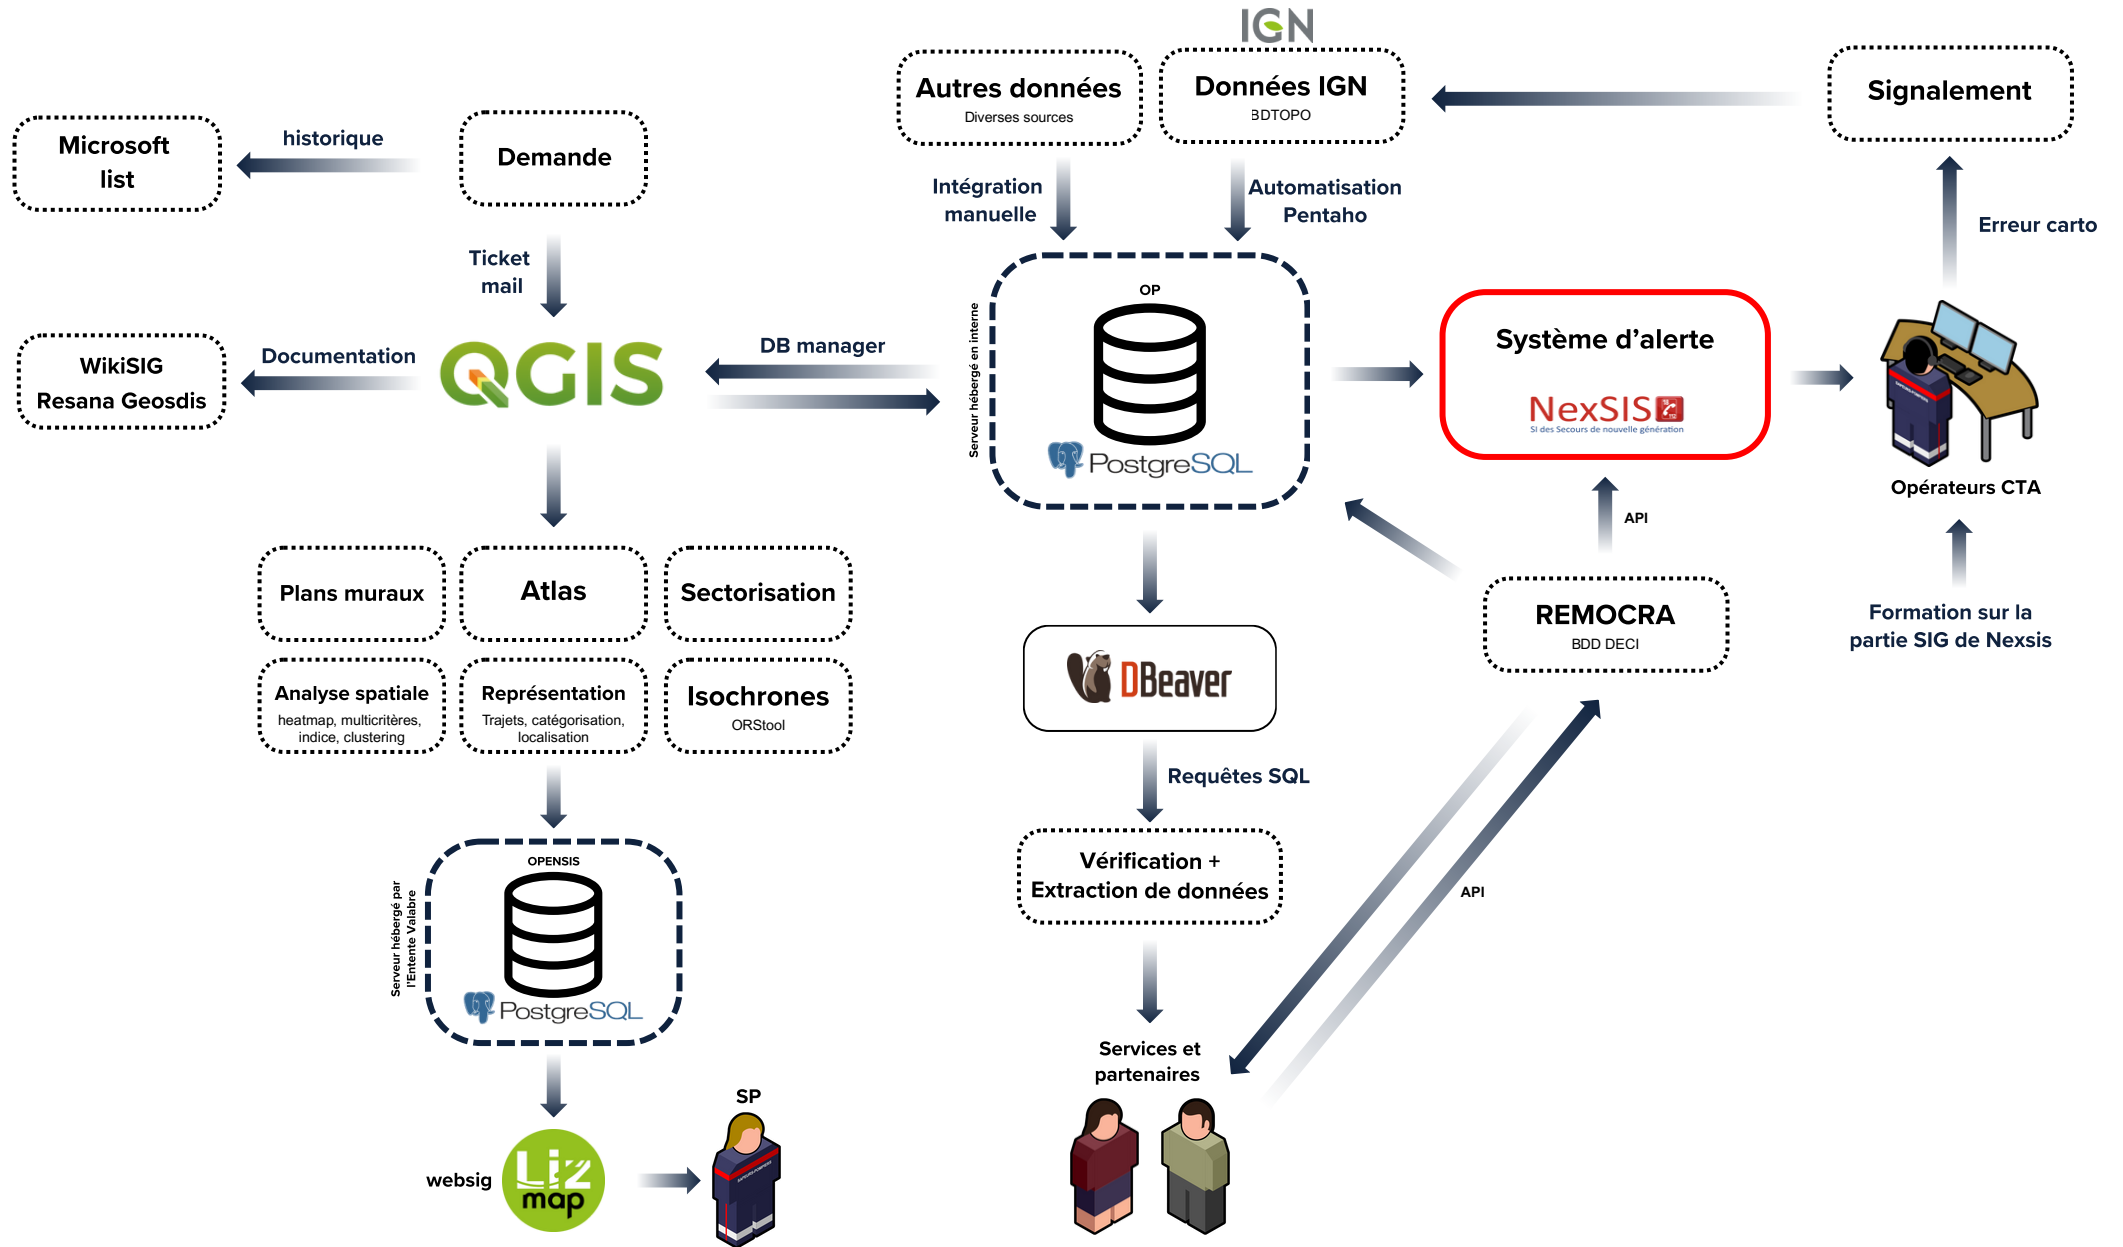 IGN
Autres données
Diverses sources
Données IGN
BDTOPO
Signalement
Microsoft
list
historique
Demande
Intégration
manuelle
Automatisation
Pentaho
Erreur carto
Ticket
mail
WikiSIG
Resana Geosdis
Documentation
QGIS
DB manager
Serveur hébergé en interne
OP
PostgreSQL
Système d'alerte
NexSIS
SI des Secours de nouvelle génération
Opérateurs CTA
API
Formation sur la
partie SIG de Nexsis
REMOCRA
BDD DECI
Plans muraux
Atlas
Sectorisation
Analyse spatiale
heatmap, multicritères,
indice, clustering
Représentation
Trajets, catégorisation,
localisation
Isochrones
ORStool
DBeaver
Requêtes SQL
Vérification +
Extraction de données
API
Serveur hébergé par
l'Entente Valabre
OPENSIS
PostgreSQL
Services et
partenaires
websig
Liz
map
SP